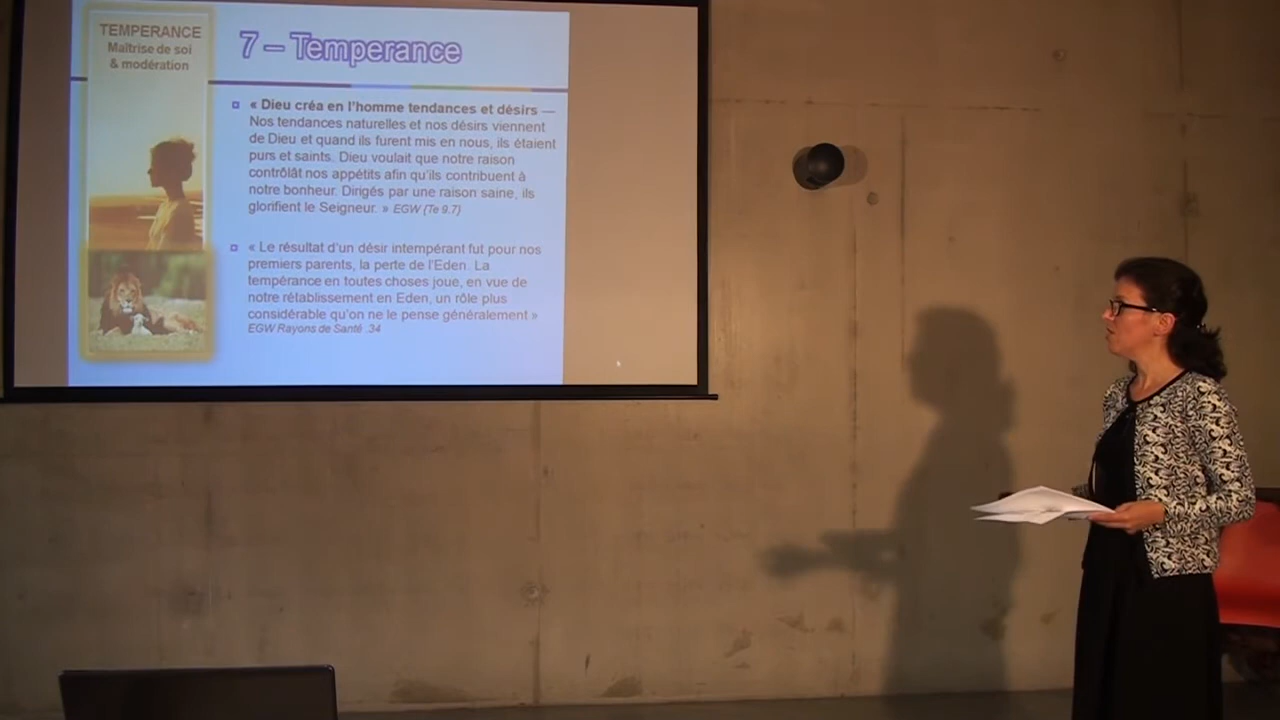 TEMPERANCE
Maîtrise de soi
& modération
7 – Temperance
« Dieu créa en l'homme tendances et désirs —
Nos tendances naturelles et nos désirs viennent
de Dieu et quand ils furent mis en nous, ils étaient
purs et saints. Dieu voulait que notre raison
contrôlât nos appétits afin qu'ils contribuent à
notre bonheur. Dirigés par une raison saine, ils
glorifient le Seigneur. » EGW (Te 9.7)
« Le résultat d'un désir intempérant fut pour nos
premiers parents, la perte de l'Eden. La
tempérance en toutes choses joue, en vue de
notre rétablissement en Eden, un rôle plus
considérable qu'on ne le pense généralement »
EGW Rayons de Santé .34